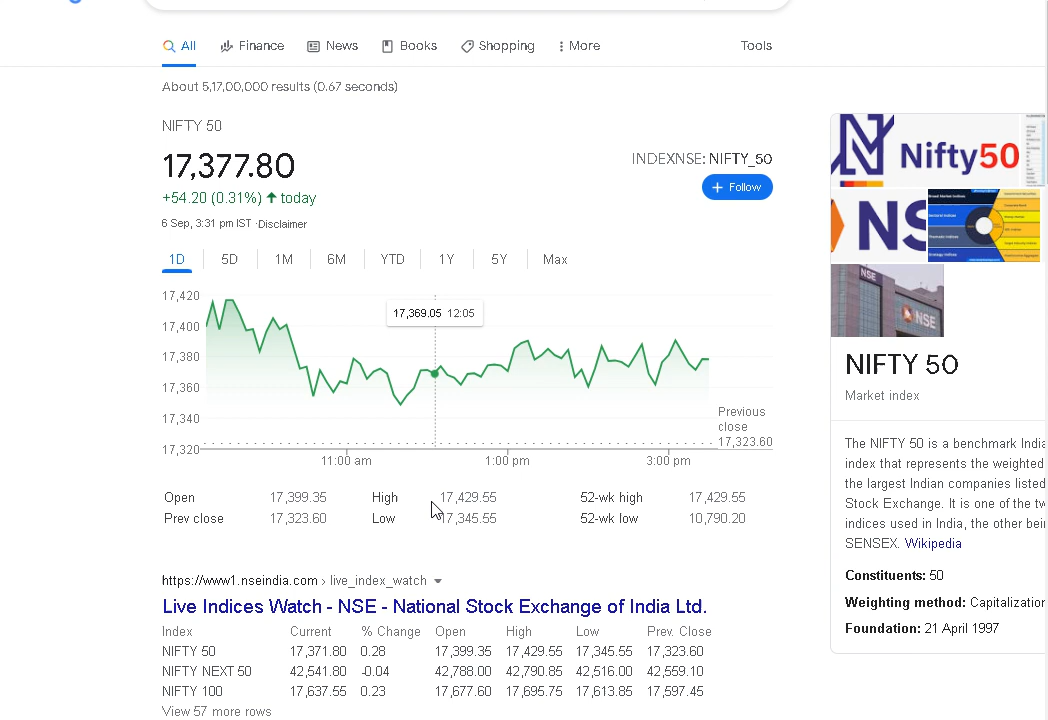 All Finance News Books Shopping More Tools
About 5,17,00,000 results (0.67 seconds)
NIFTY 50
17,377.80
+54.20 (0.31%) today
6 Sep, 3:31 pm IST ·Disclaimer
INDEXNSE: NIFTY_50
+ Follow
1D 5D 1M 6M YTD 1Y 5Y Max
17,420
17,400
17,380
17,360
17,340
17,320
17,369.05 12:05
Previous
close
17,323.60
11:00 am 1:00 pm 3:00 pm
Open 17,399.35 High 17,429.55 52-wk high 17,429.55
Prev close 17,323.60 Low 17,345.55 52-wk low 10,790.20
https://www1.nseindia.com › live_index_watch
Live Indices Watch - NSE - National Stock Exchange of India Ltd.
Index Current % Change Open High Low Prev. Close
NIFTY 50 17,371.80 0.28 17,399.35 17,429.55 17,345.55 17,323.60
NIFTY NEXT 50 42,541.80 -0.04 42,788.00 42,790.85 42,516.00 42,559.10
NIFTY 100 17,637.55 0.23 17,677.60 17,695.75 17,613.85 17,597.45
View 57 more rows
Nifty50
NS
NSE
NSE
NIFTY 50
Market index
The NIFTY 50 is a benchmark India
index that represents the weighted
the largest Indian companies listed
Stock Exchange. It is one of the tw
indices used in India, the other bei
SENSEX. Wikipedia
Constituents: 50
Weighting method: Capitalization
Foundation: 21 April 1997